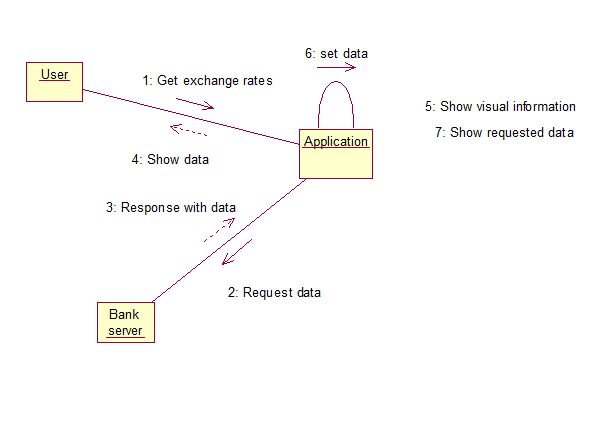 6: set data
User
1: Get exchange rates
5: Show visual information
7: Show requested data
Application
4: Show data
3: Response with data
2: Request data
Bank
server